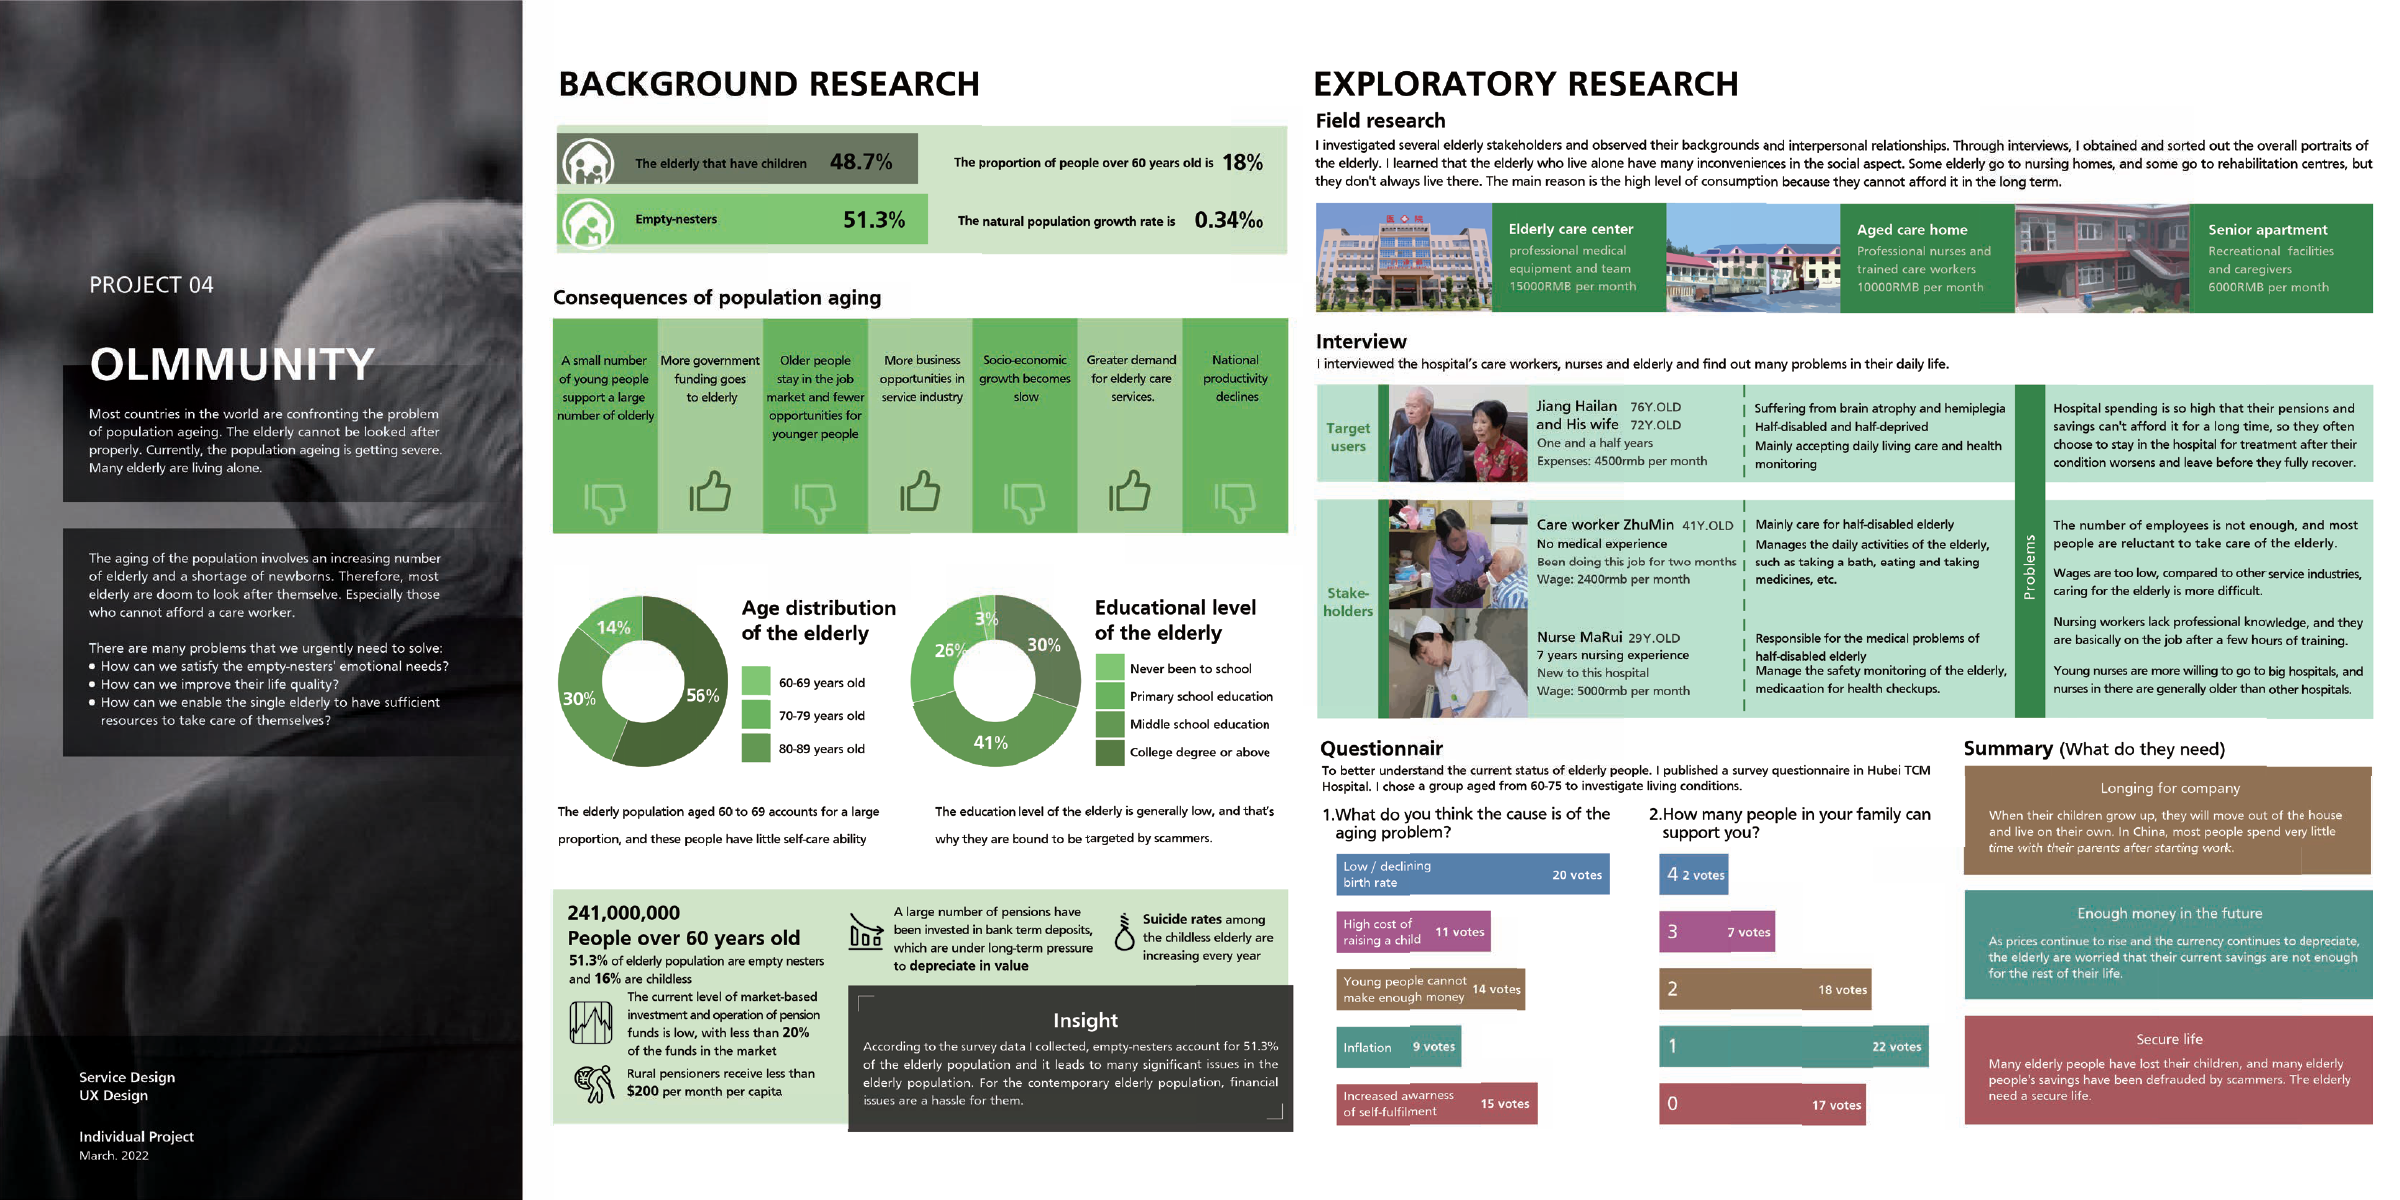 PROJECT 04
OLMMUNITY
Most countries in the world are confronting the problem
of population ageing. The elderly cannot be looked after
properly. Currently, the population ageing is getting severe.
Many elderly are living alone.
The aging of the population involves an increasing number
of elderly and a shortage of newborns. Therefore, most
elderly are doom to look after themselve. Especially those
who cannot afford a care worker.
There are many problems that we urgently need to solve:
• How can we satisfy the empty-nesters' emotional needs?
• How can we improve their life quality?
• How can we enable the single elderly to have sufficient
resources to take care of themselves?
Service Design
UX Design
Individual Project
March. 2022
BACKGROUND RESEARCH
The elderly that have children 48.7%
The proportion of people over 60 years old is 18%
Empty-nesters 51.3%
The natural population growth rate is 0.34‰
Consequences of population aging
A small number
of young people
support a large
number of olderly
More government
funding goes
to elderly
Older people
stay in the job
market and fewer
opportunities for
younger people
More business
opportunities in
service industry
Socio-economic
growth becomes
slow
Greater demand
for elderly care
services.
National
productivity
declines
14%
30%
56%
Age distribution
of the elderly
60-69 years old
70-79 years old
80-89 years old
3%
26%
30%
41%
Educational level
of the elderly
Never been to school
Primary school education
Middle school education
College degree or above
The elderly population aged 60 to 69 accounts for a large
proportion, and these people have little self-care ability
The education level of the elderly is generally low, and that's
why they are bound to be targeted by scammers.
241,000,000
People over 60 years old
51.3% of elderly population are empty nesters
and 16% are childless
The current level of market-based
investment and operation of pension
funds is low, with less than 20%
of the funds in the market
Rural pensioners receive less than
$200 per month per capita
A large number of pensions have
been invested in bank term deposits,
which are under long-term pressure
to depreciate in value
Suicide rates among
the childless elderly are
increasing every year
Insight
According to the survey data I collected, empty-nesters account for 51.3%
of the elderly population and it leads to many significant issues in the
elderly population. For the contemporary elderly population, financial
issues are a hassle for them.
EXPLORATORY RESEARCH
Field research
I investigated several elderly stakeholders and observed their backgrounds and interpersonal relationships. Through interviews, I obtained and sorted out the overall portraits of
the elderly. I learned that the elderly who live alone have many inconveniences in the social aspect. Some elderly go to nursing homes, and some go to rehabilitation centres, but
they don't always live there. The main reason is the high level of consumption because they cannot afford it in the long term.
Elderly care center
professional medical
equipment and team
15000RMB per month
Aged care home
Professional nurses and
trained care workers
10000RMB per month
Senior apartment
Recreational facilities
and caregivers
6000RMB per month
Interview
I interviewed the hospital's care workers, nurses and elderly and find out many problems in their daily life.
Target
users
Jiang Hailan 76Y.OLD
and His wife 72Y.OLD
One and a half years
Expenses: 4500rmb per month
Suffering from brain atrophy and hemiplegia
Half-disabled and half-deprived
Mainly accepting daily living care and health
monitoring
Hospital spending is so high that their pensions and
savings can't afford it for a long time, so they often
choose to stay in the hospital for treatment after their
condition worsens and leave before they fully recover.
Stake-
holders
Care worker ZhuMin 41Y.OLD
No medical experience
Been doing this job for two months
Wage: 2400rmb per month
Mainly care for half-disabled elderly
Manages the daily activities of the elderly,
such as taking a bath, eating and taking
medicines, etc.
Nurse MaRui 29Y.OLD
7 years nursing experience
New to this hospital
Wage: 5000rmb per month
Responsible for the medical problems of
half-disabled elderly
Manage the safety monitoring of the elderly,
medicaation for health checkups.
Problems
The number of employees is not enough, and most
people are reluctant to take care of the elderly.
Wages are too low, compared to other service industries,
caring for the elderly is more difficult.
Nursing workers lack professional knowledge, and they
are basically on the job after a few hours of training.
Young nurses are more willing to go to big hospitals, and
nurses in there are generally older than other hospitals.
Questionnair
To better understand the current status of elderly people. I published a survey questionnaire in Hubei TCM
Hospital. I chose a group aged from 60-75 to investigate living conditions.
1.What do you think the cause is of the
aging problem?
Low / declining
birth rate
20 votes
High cost of
raising a child
11 votes
Young people cannot
make enough money
14 votes
Inflation 9 votes
Increased awarness
of self-fulfilment
15 votes
2.How many people in your family can
support you?
4 2 votes
3 7 votes
2 18 votes
1 22 votes
0 17 votes
Summary (What do they need)
Longing for company
When their children grow up, they will move out of the house
and live on their own. In China, most people spend very little
time with their parents after starting work.
Enough money in the future
As prices continue to rise and the currency continues to depreciate,
the elderly are worried that their current savings are not enough
for the rest of their life.
Secure life
Many elderly people have lost their children, and many elderly
people's savings have been defrauded by scammers. The elderly
need a secure life.